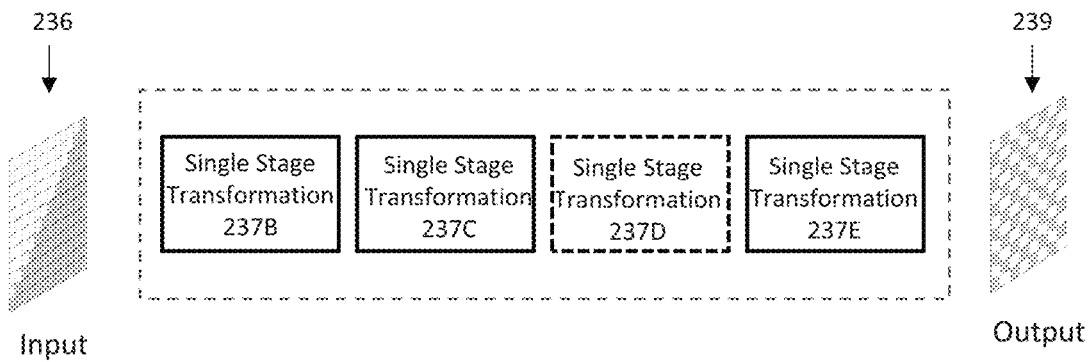 236
239
Single Stage
Transformation
237B
Single Stage
Transformation
237C
Single Stage
Transformation
237D
Single Stage
Transformation
237E
Input
Output